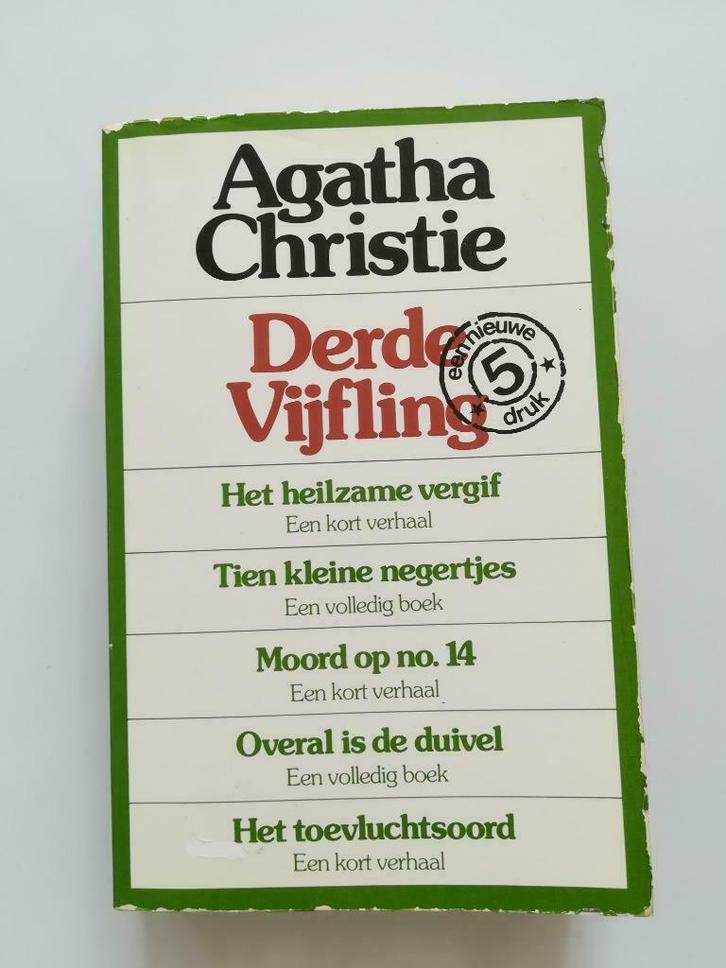 Agatha
Christie
Derde
Vijfling
een nieuwe
5
druk
Het heilzame vergif
Een kort verhaal
Tien kleine negertjes
Een volledig boek
Moord op no. 14
Een kort verhaal
Overal is de duivel
Een volledig boek
Het toevluchtsoord
Een kort verhaal